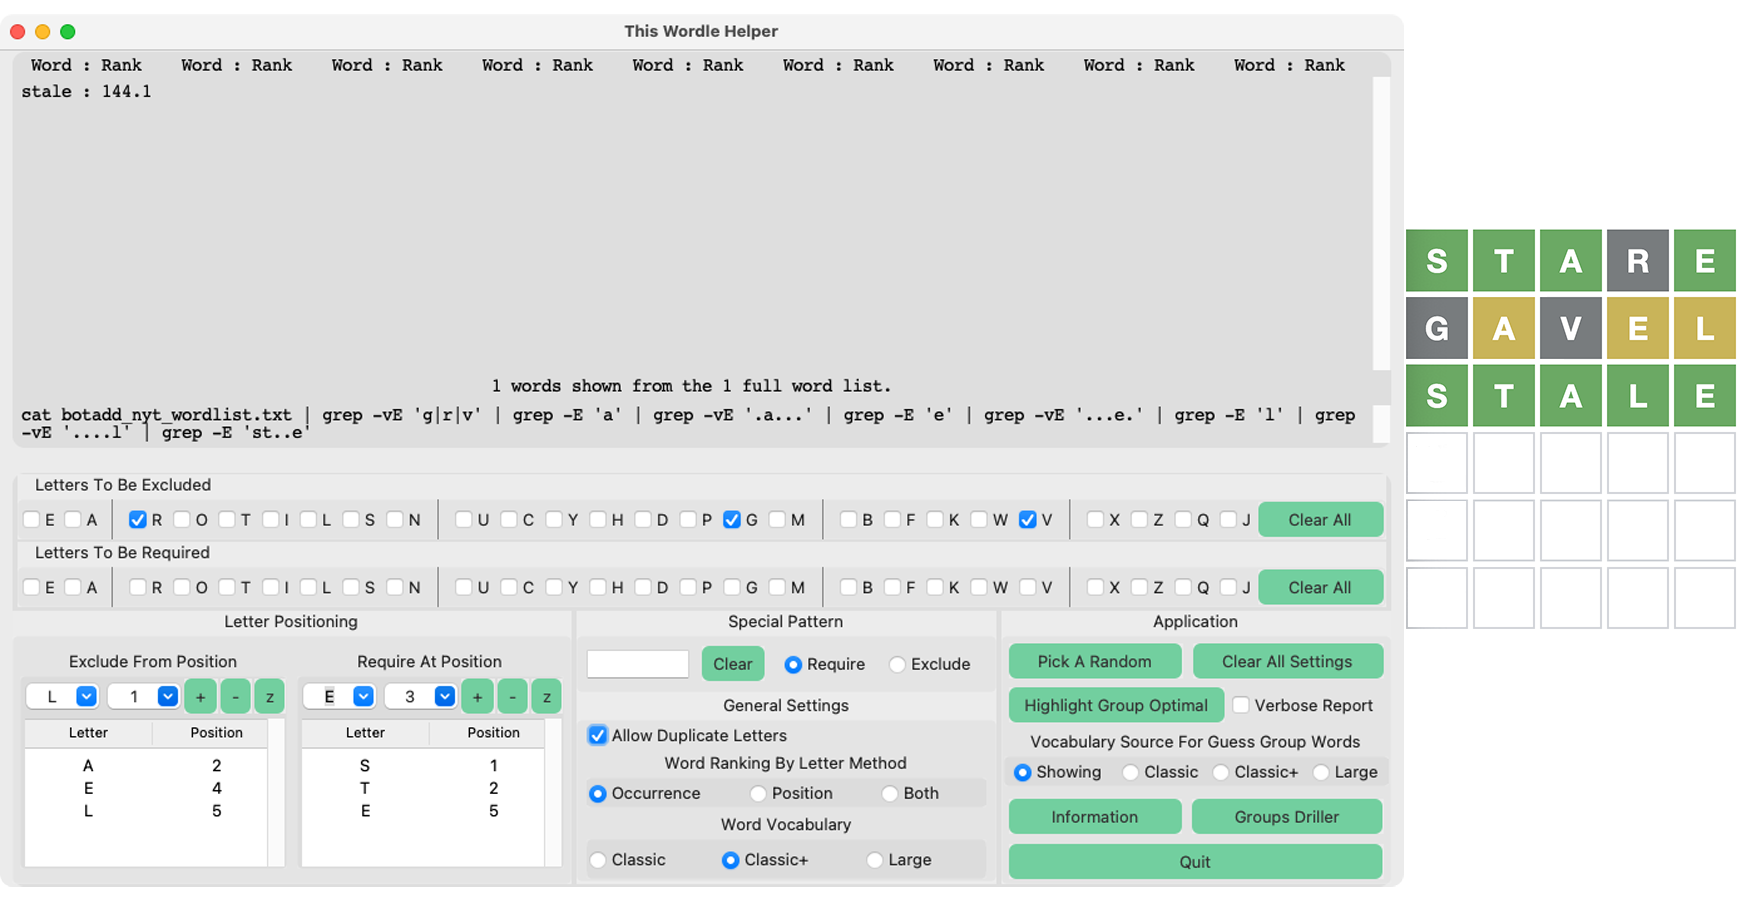 This Wordle Helper
Word : Rank Word : Rank Word : Rank Word : Rank Word : Rank Word : Rank Word : Rank Word : Rank Word : Rank
stale : 144.1
1 words shown from the 1 full word list.
cat botadd_nyt_wordlist.txt | grep -vE 'g|r|v' | grep -E 'a' | grep -vE '.a...' | grep -E 'e' | grep -vE '...e.' | grep -E 'l' | grep
-vE '....l' | grep -E 'st..e'
Letters To Be Excluded
E A R O T I L S N U C Y H D P G M B F K W V X Z Q J Clear All
Letters To Be Required
E A R O T I L S N U C Y H D P G M B F K W V X Z Q J Clear All
Letter Positioning
Exclude From Position Require At Position
L 1 + - z E 3 + - z
Letter Position Letter Position
A 2 S 1
E 4 T 2
L 5 E 5
Special Pattern
Clear Require Exclude
General Settings
Allow Duplicate Letters
Word Ranking By Letter Method
Occurrence Position Both
Word Vocabulary
Classic Classic+ Large
Application
Pick A Random Clear All Settings
Highlight Group Optimal Verbose Report
Vocabulary Source For Guess Group Words
Showing Classic Classic+ Large
Information Groups Driller
Quit
S T A R E
G A V E L
S T A L E